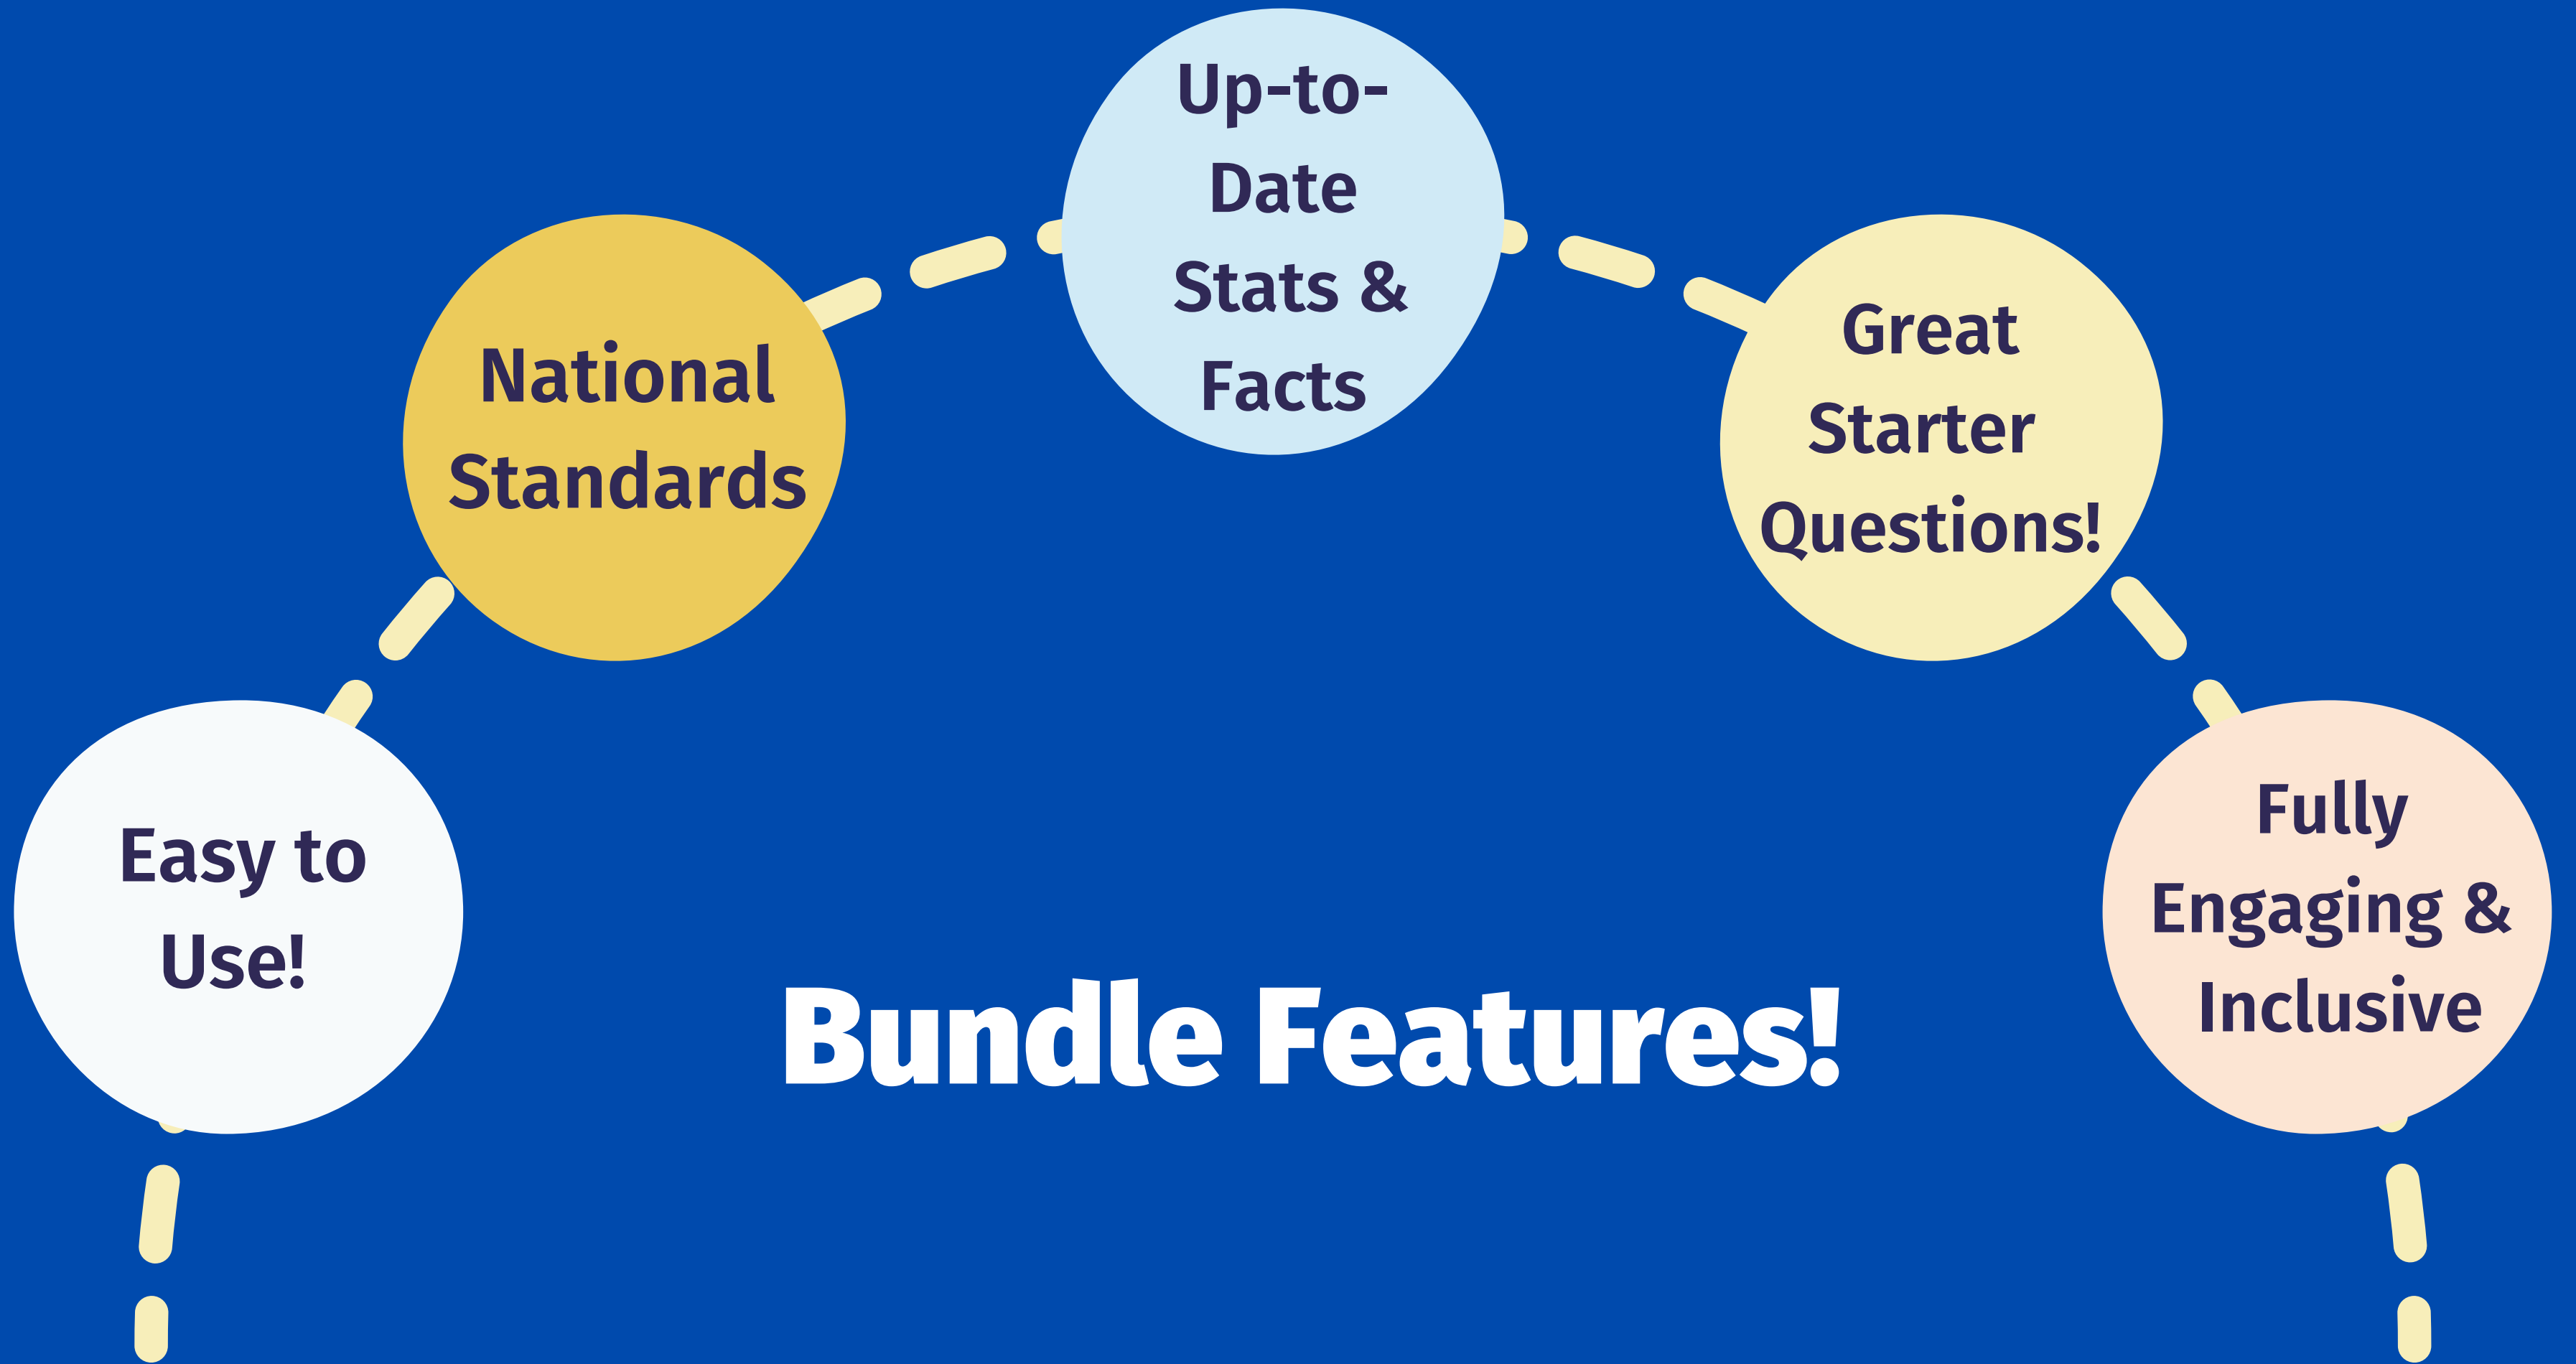 Up-to-
Date
Stats &
Facts
National
Standards
Great
Starter
Questions!
Easy to
Use!
Fully
Engaging &
Inclusive
Bundle Features!